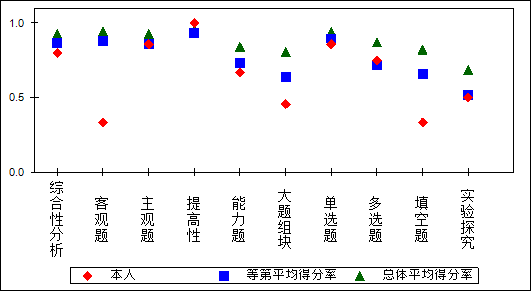 1.0
0.5
0.0
综合性分析
客观题
主观题
提高性
能力题
大题组块
单选题
多选题
填空题
实验探究
本人
等第平均得分率
总体平均得分率